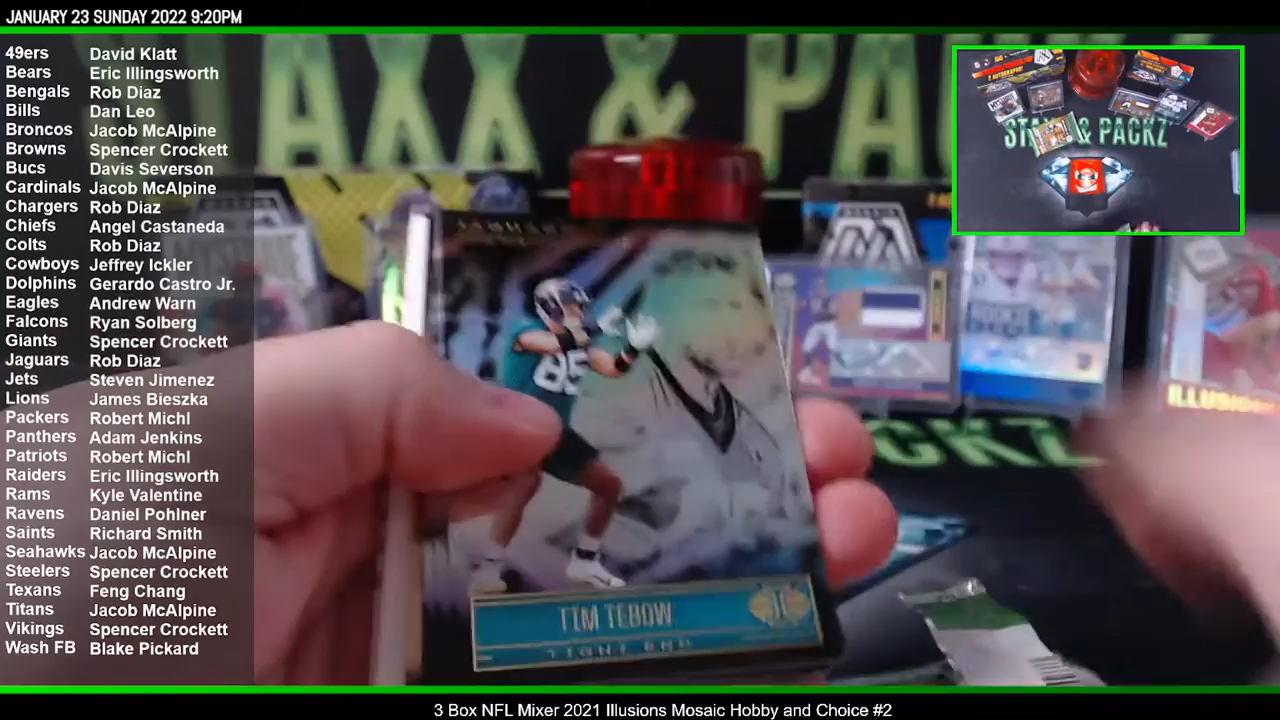 JANUARY 23 SUNDAY 2022 9:20PM
49ers David Klatt
Bears Eric Illingsworth
Bengals Rob Diaz
Bills Dan Leo
Broncos Jacob McAlpine
Browns Spencer Crockett
Bucs Davis Severson
Cardinals Jacob McAlpine
Chargers Rob Diaz
Chiefs Angel Castaneda
Colts Rob Diaz
Cowboys Jeffrey Ickler
Dolphins Gerardo Castro Jr.
Eagles Andrew Warn
Falcons Ryan Solberg
Giants Spencer Crockett
Jaguars Rob Diaz
Jets Steven Jimenez
Lions James Bieszka
Packers Robert Michl
Panthers Adam Jenkins
Patriots Robert Michl
Raiders Eric Illingsworth
Rams Kyle Valentine
Ravens Daniel Pohlner
Saints Richard Smith
Seahawks Jacob McAlpine
Steelers Spencer Crockett
Texans Feng Chang
Titans Jacob McAlpine
Vikings Spencer Crockett
Wash FB Blake Pickard
& PACKZ
85
TIM TEBOW
TIGHT END
3 Box NFL Mixer 2021 Illusions Mosaic Hobby and Choice #2